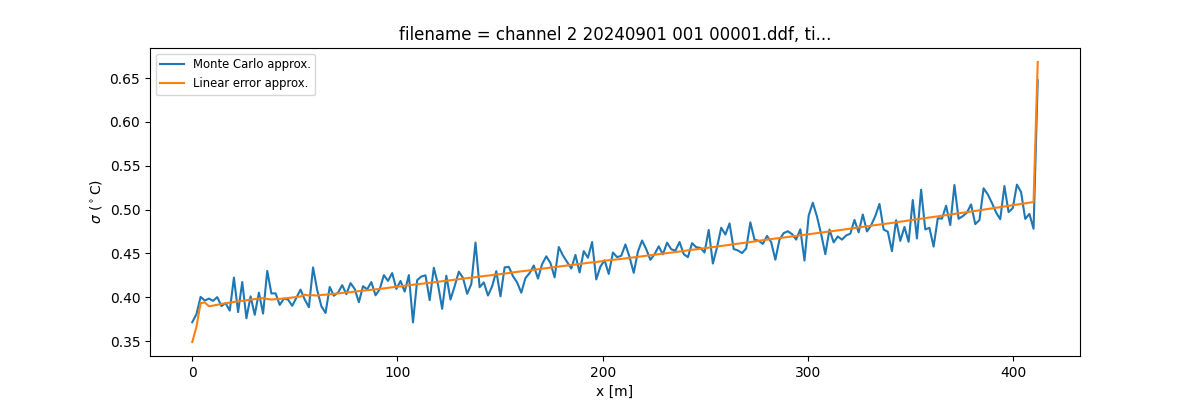 filename = channel 2 20240901 001 00001.ddf, ti...
Monte Carlo approx.
Linear error approx.
0.65
0.60
0.55
0.50
0.45
0.40
0.35
σ (°C)
0 100 200 300 400
x [m]